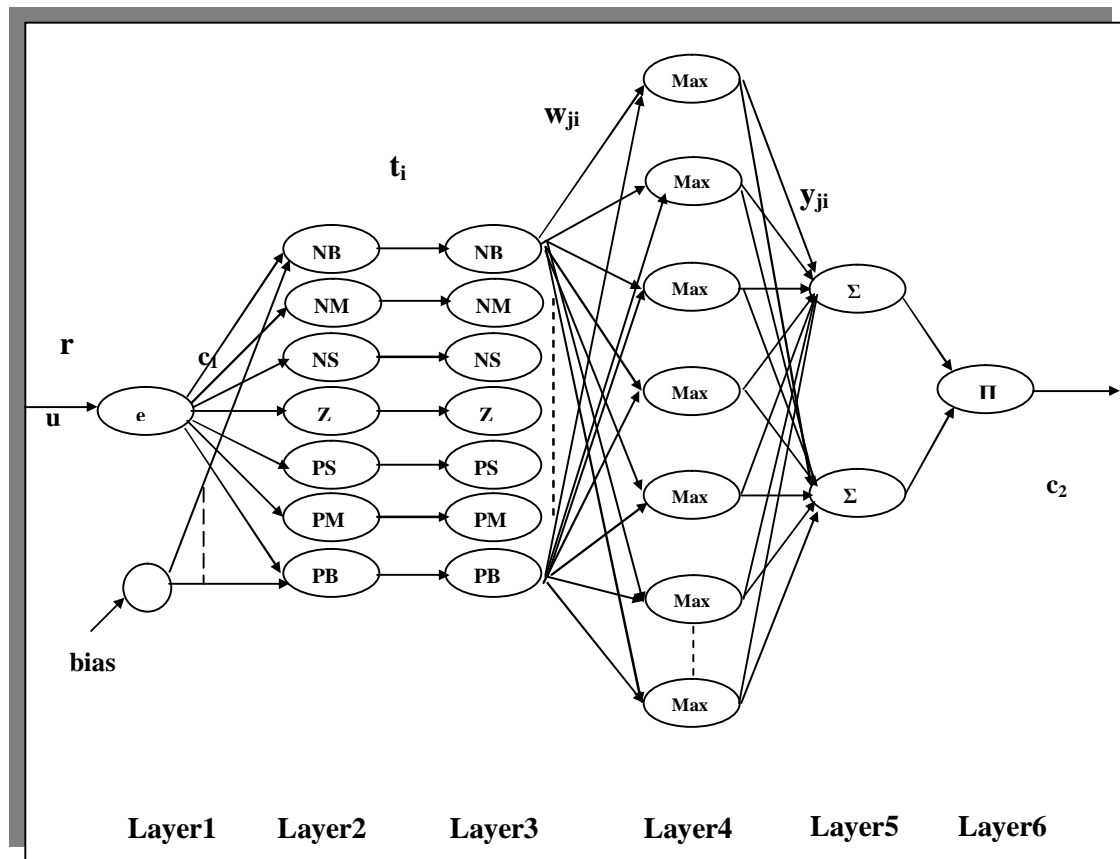 Max
w_ji
t_i
Max
y_ji
NB NB
Max
Σ
NM NM
r
c_1
NS NS
Max
Π
e
Z Z
u
PS PS
Max
Σ
c_2
PM PM
PB PB
Max
bias
Max
Layer1 Layer2 Layer3 Layer4 Layer5 Layer6